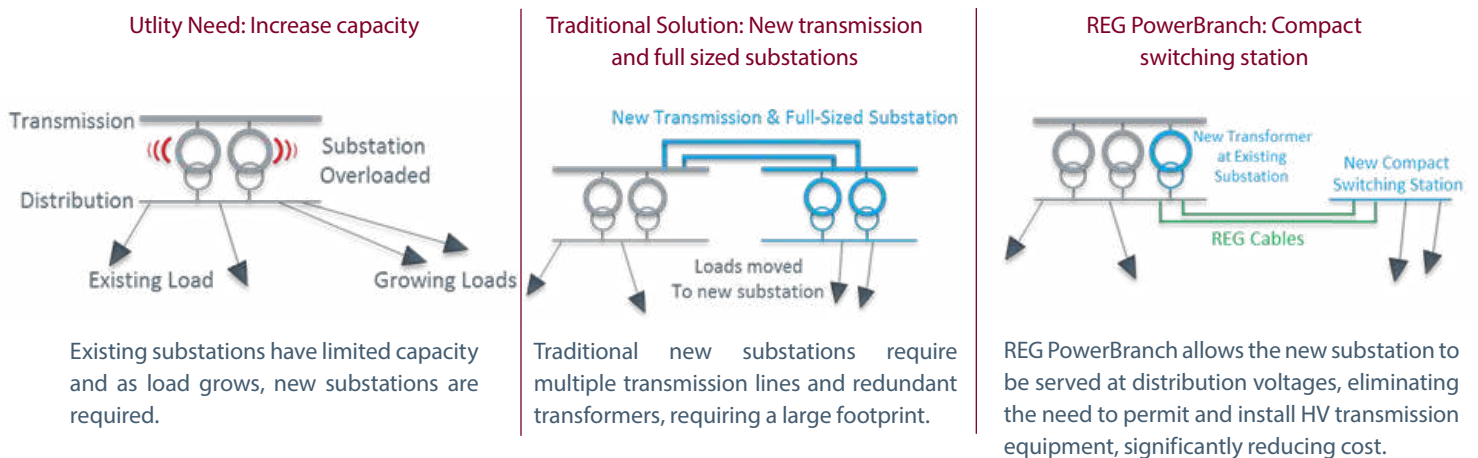 Utlity Need: Increase capacity
Transmission
Substation
Overloaded
Distribution
Existing Load
Growing Loads
Existing substations have limited capacity
and as load grows, new substations are
required.
Traditional Solution: New transmission
and full sized substations
New Transmission & Full-Sized Substation
Loads moved
To new substation
Traditional new substations require
multiple transmission lines and redundant
transformers, requiring a large footprint.
REG PowerBranch: Compact
switching station
New Transformer
at Existing
Substation
New Compact
Switching Station
REG Cables
REG PowerBranch allows the new substation to
be served at distribution voltages, eliminating
the need to permit and install HV transmission
equipment, significantly reducing cost.